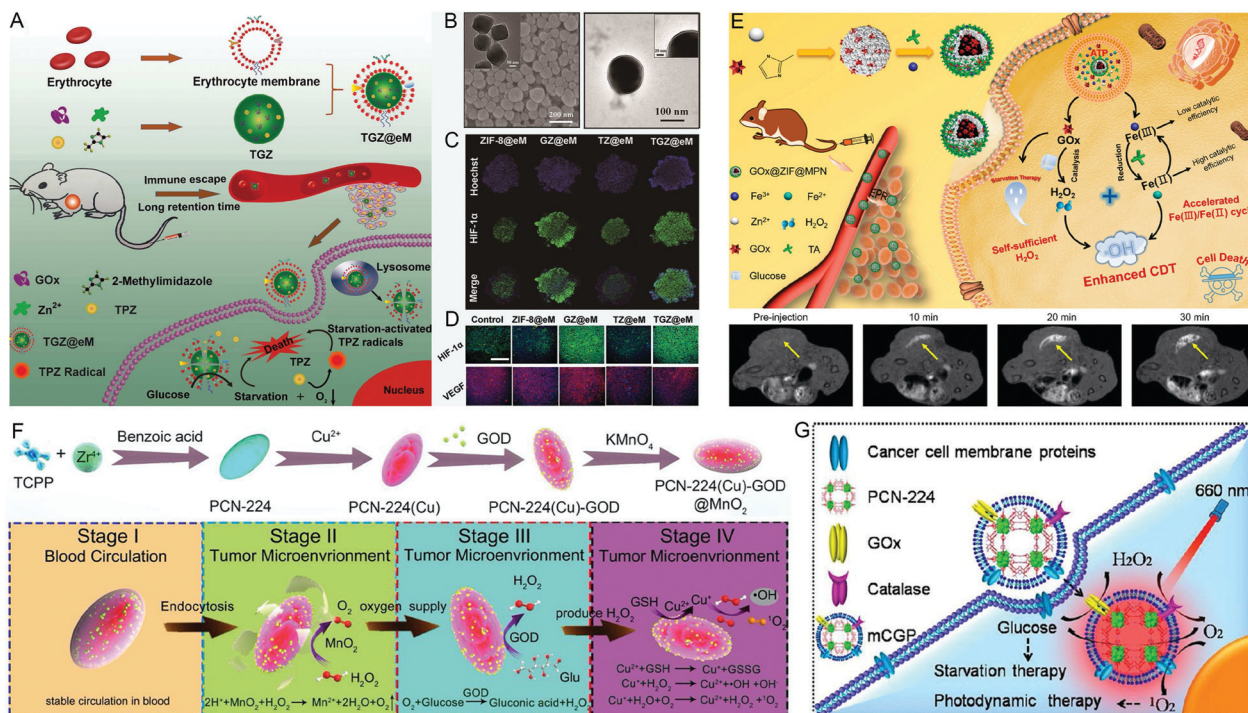 A
Erythrocyte
Erythrocyte membrane
TGZ
TGZ@eM
Immune escape
Long retention time
GOx
2-Methylimidazole
Zn2+
TPZ
TGZ@eM
TPZ Radical
Lysosome
Starvation-activated
TPZ radicals
Death
TPZ
Glucose
Starvation + O2↓
Nucleus
B
200 nm
100 nm
C
ZIF-8@eM GZ@eM TZ@eM TGZ@eM
Hoechst
HIF-1α
Merge
D
Control ZIF-8@eM GZ@eM TZ@eM TGZ@eM
HIF-1α
VEGF
E
GOx@ZIF@MPN
Fe3+
Fe2+
Zn2+
H2O2
GOx
TA
Glucose
EPR
ATP
GOx
Starvation Therapy
Catalysis
H2O2
Self-sufficient
H2O2
Fe(III)
Low catalytic
efficiency
Reduction
High catalytic
efficiency
Fe(II)
Accelerated
Fe(III)/Fe(II) cycle
·OH
Enhanced CDT
Cell Death
Pre-injection 10 min 20 min 30 min
F
TCPP
+
Zr4+
Benzoic acid
PCN-224
Cu2+
PCN-224(Cu)
GOD
PCN-224(Cu)-GOD
KMnO4
PCN-224(Cu)-GOD
@MnO2
Stage I
Blood Circulation
stable circulation in blood
Endocytosis
Stage II
Tumor Microenvrionment
O2
MnO2
H2O2
2H++MnO2+H2O2 → Mn2++2H2O+O2↑
oxygen supply
Stage III
Tumor Microenvrionment
H2O2
GOD
Glu
GOD
O2+Glucose → Gluconic acid+H2O2
produce H2O2
Stage IV
Tumor Microenvrionment
GSH
Cu2+
Cu+
•OH
1O2
Cu2++GSH → Cu++GSSG
Cu++H2O2 → Cu2++•OH +OH-
Cu++H2O+O2 → Cu2++H2O2 +1O2
G
Cancer cell membrane proteins
PCN-224
GOx
Catalase
mCGP
660 nm
H2O2
O2
Glucose
Starvation therapy
Photodynamic therapy
1O2